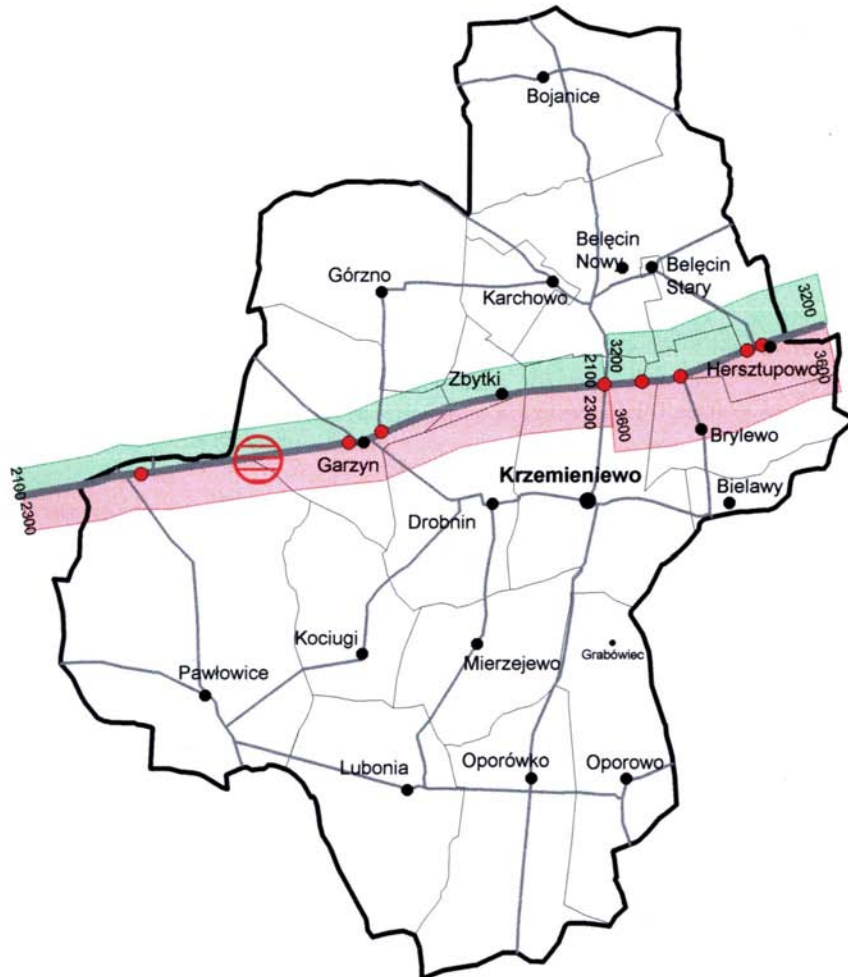 Bojanice
Belęcin
Nowy
Belęcin
Stary
Górzno
Karchowo
3200
3200
Hersztupowo
3600
Zbytki
2100
2300
3600
Garzyn
Brylewo
2100
2300
Krzemieniewo
Bielawy
Drobnin
Kociugi
Mierzejewo
Grabówiec
Pawłowice
Lubonia
Oporówko
Oporowo